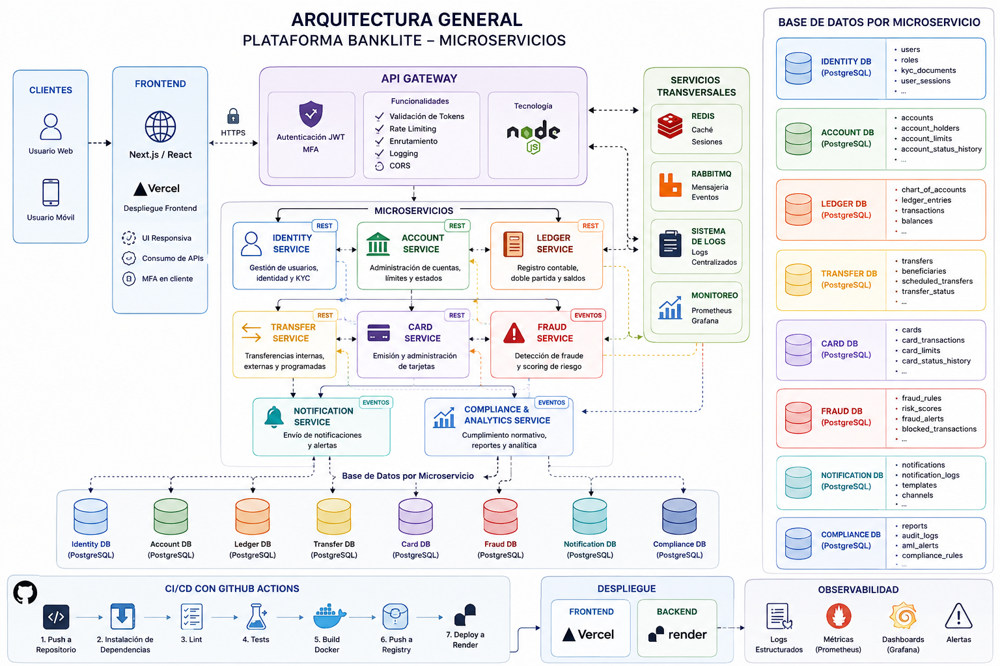 ARQUITECTURA GENERAL
PLATAFORMA BANKLITE – MICROSERVICIOS
CLIENTES
Usuario Web
Usuario Móvil
FRONTEND
Next.js / React
Vercel
Despliegue Frontend
UI Responsiva
Consumo de APIs
MFA en cliente
HTTPS
API GATEWAY
Autenticación JWT
MFA
Funcionalidades
Validación de Tokens
Rate Limiting
Enrutamiento
Logging
CORS
Tecnología
node
JS
SERVICIOS
TRANSVERSALES
REDIS
Caché
Sesiones
RABBITMQ
Mensajería
Eventos
SISTEMA
DE LOGS
Logs
Centralizados
MONITOREO
Prometheus
Grafana
MICROSERVICIOS
REST
IDENTITY
SERVICE
Gestión de usuarios,
identidad y KYC
REST
ACCOUNT
SERVICE
Administración de cuentas,
límites y estados
REST
LEDGER
SERVICE
Registro contable,
doble partida y saldos
REST
TRANSFER
SERVICE
Transferencias internas,
externas y programadas
REST
CARD
SERVICE
Emisión y administración
de tarjetas
EVENTOS
FRAUD
SERVICE
Detección de fraude
y scoring de riesgo
EVENTOS
NOTIFICATION
SERVICE
Envío de notificaciones
y alertas
EVENTOS
COMPLIANCE &
ANALYTICS SERVICE
Cumplimiento normativo,
reportes y analítica
Base de Datos por Microservicio
Identity DB
(PostgreSQL)
Account DB
(PostgreSQL)
Ledger DB
(PostgreSQL)
Transfer DB
(PostgreSQL)
Card DB
(PostgreSQL)
Fraud DB
(PostgreSQL)
Notification DB
(PostgreSQL)
Compliance DB
(PostgreSQL)
BASE DE DATOS POR MICROSERVICIO
IDENTITY DB
(PostgreSQL)
• users
• roles
• kyc_documents
• user_sessions
• ...
ACCOUNT DB
(PostgreSQL)
• accounts
• account_holders
• account_limits
• account_status_history
• ...
LEDGER DB
(PostgreSQL)
• chart_of_accounts
• ledger_entries
• transactions
• balances
• ...
TRANSFER DB
(PostgreSQL)
• transfers
• beneficiaries
• scheduled_transfers
• transfer_status
• ...
CARD DB
(PostgreSQL)
• cards
• card_transactions
• card_limits
• card_status_history
• ...
FRAUD DB
(PostgreSQL)
• fraud_rules
• risk_scores
• fraud_alerts
• blocked_transactions
• ...
NOTIFICATION DB
(PostgreSQL)
• notifications
• notification_logs
• templates
• channels
• ...
COMPLIANCE DB
(PostgreSQL)
• reports
• audit_logs
• aml_alerts
• compliance_rules
• ...
CI/CD CON GITHUB ACTIONS
</>
1. Push a
Repositorio
2. Instalación de
Dependencias
3. Lint
4. Tests
5. Build
Docker
6. Push a
Registry
7. Deploy a
Render
DESPLIEGUE
FRONTEND
Vercel
BACKEND
render
OBSERVABILIDAD
Logs
Estructurados
Métricas
(Prometheus)
Dashboards
(Grafana)
Alertas